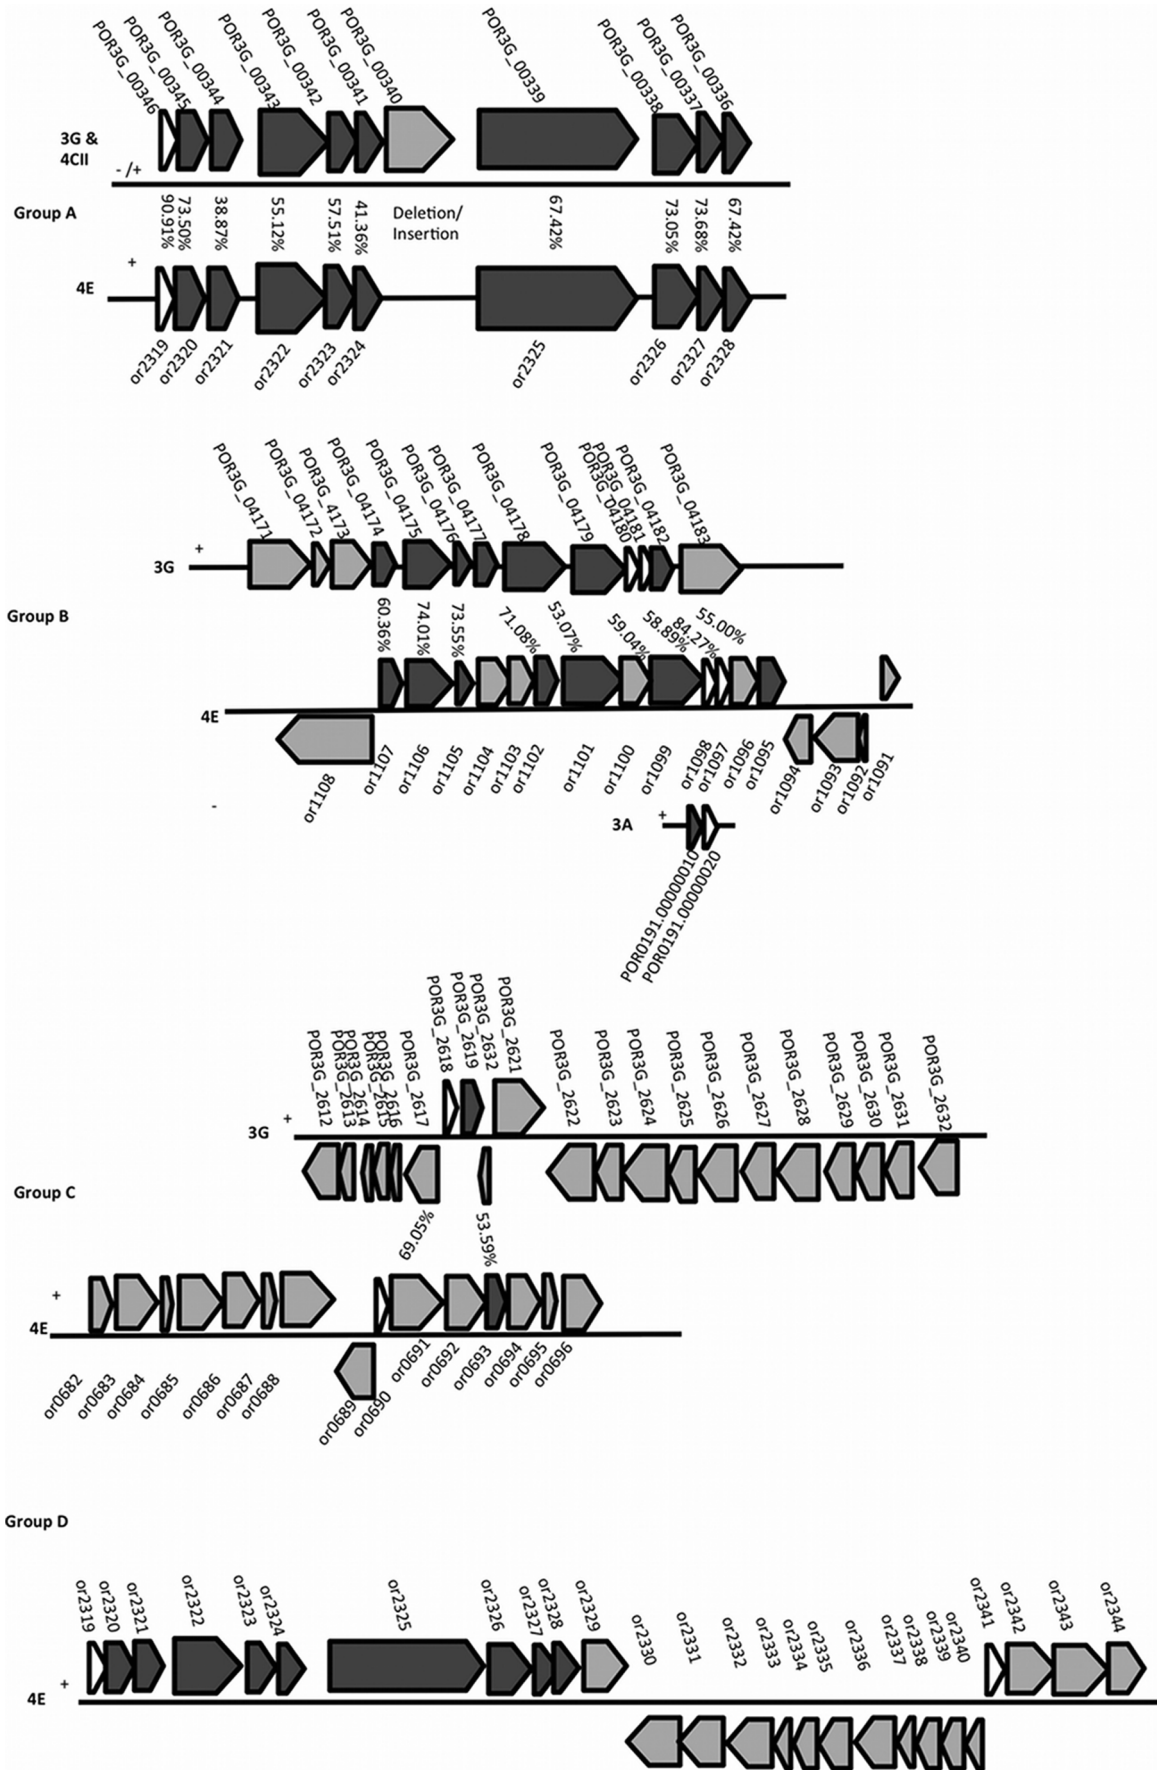 POR3G_00346
POR3G_00345
POR3G_00344
POR3G_00343
POR3G_00342
POR3G_00341
POR3G_00340
POR3G_00339
POR3G_00338
POR3G_00337
POR3G_00336
3G &
4CII
- /+
Group A
90.91%
73.50%
38.87%
55.12%
57.51%
41.36%
Deletion/
Insertion
67.42%
73.05%
73.68%
67.42%
+
4E
or2319
or2320
or2321
or2322
or2323
or2324
or2325
or2326
or2327
or2328
POR3G_04171
POR3G_04172
POR3G_4173
POR3G_04174
POR3G_04175
POR3G_04176
POR3G_04177
POR3G_04178
POR3G_04179
POR3G_04180
POR3G_04181
POR3G_04182
POR3G_04183
+
3G
Group B
60.36%
74.01%
73.55%
71.08%
53.07%
59.04%
58.89%
84.27%
55.00%
4E
or1108
or1107
or1106
or1105
or1104
or1103
or1102
or1101
or1100
or1099
or1098
or1097
or1096
or1095
or1094
or1093
or1092
or1091
-
3A
+
POR0191.00000010
POR0191.00000020
POR3G_2612
POR3G_2613
POR3G_2614
POR3G_2615
POR3G_2616
POR3G_2617
POR3G_2618
POR3G_2619
POR3G_2632
POR3G_2621
POR3G_2622
POR3G_2623
POR3G_2624
POR3G_2625
POR3G_2626
POR3G_2627
POR3G_2628
POR3G_2629
POR3G_2630
POR3G_2631
POR3G_2632
+
3G
Group C
69.05%
53.59%
+
4E
or0682
or0683
or0684
or0685
or0686
or0687
or0688
or0689
or0690
or0691
or0692
or0693
or0694
or0695
or0696
Group D
or2319
or2320
or2321
or2322
or2323
or2324
or2325
or2326
or2327
or2328
or2329
or2330
or2331
or2332
or2333
or2334
or2335
or2336
or2337
or2338
or2339
or2340
or2341
or2342
or2343
or2344
+
4E